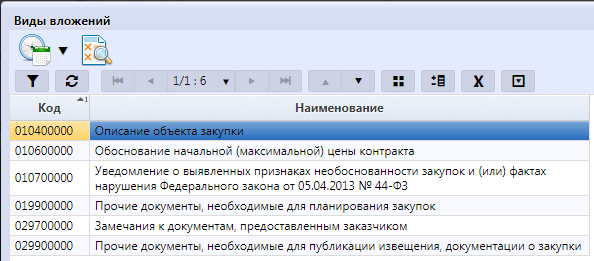 Виды вложений
1/1 : 6
X
Код 1 Наименование
010400000 Описание объекта закупки
010600000 Обоснование начальной (максимальной) цены контракта
010700000 Уведомление о выявленных признаках необоснованности закупок и (или) фактах
нарушения Федерального закона от 05.04.2013 № 44-ФЗ
019900000 Прочие документы, необходимые для планирования закупок
029700000 Замечания к документам, предоставленным заказчиком
029900000 Прочие документы, необходимые для публикации извещения, документации о закупки